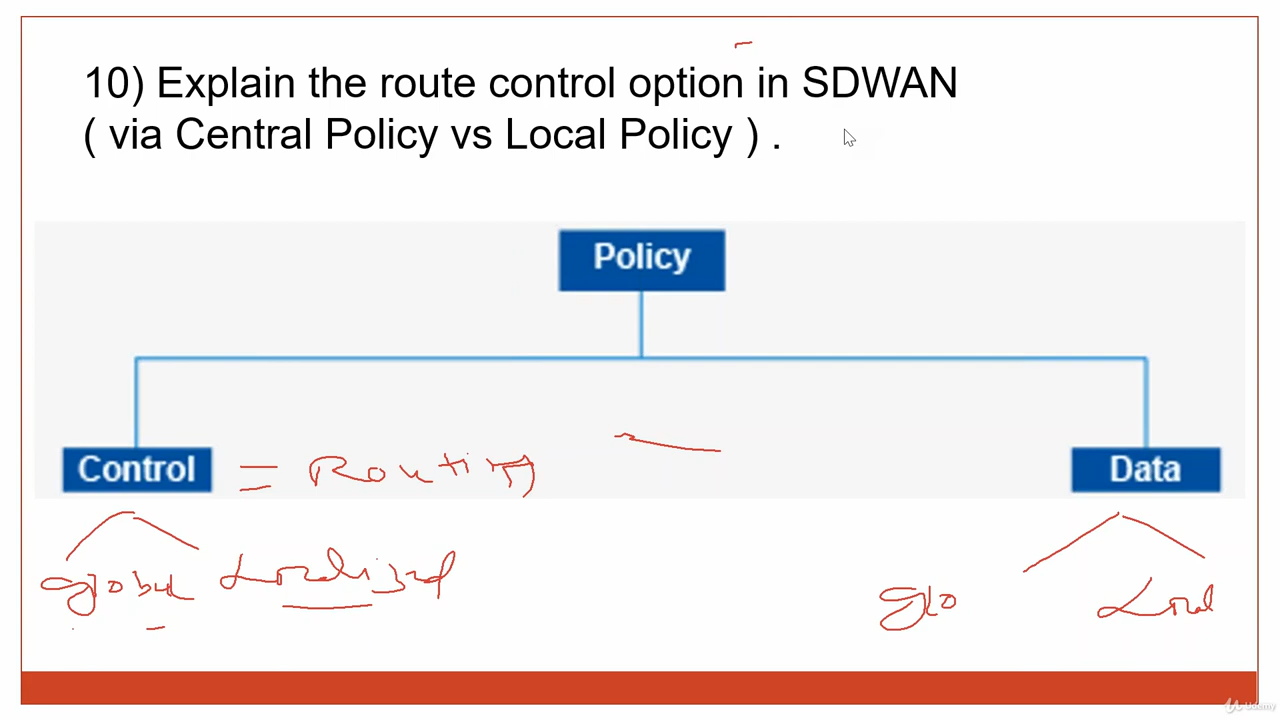 10) Explain the route control option in SDWAN
( via Central Policy vs Local Policy ) .
Policy
Control = Routing
Data
global Localized
glo Local
Udemy